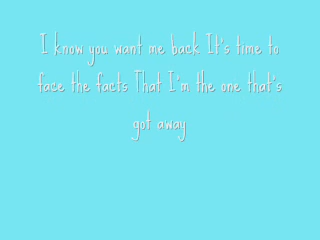 I know you want me back It's time to
face the facts That I'm the one that's
got away